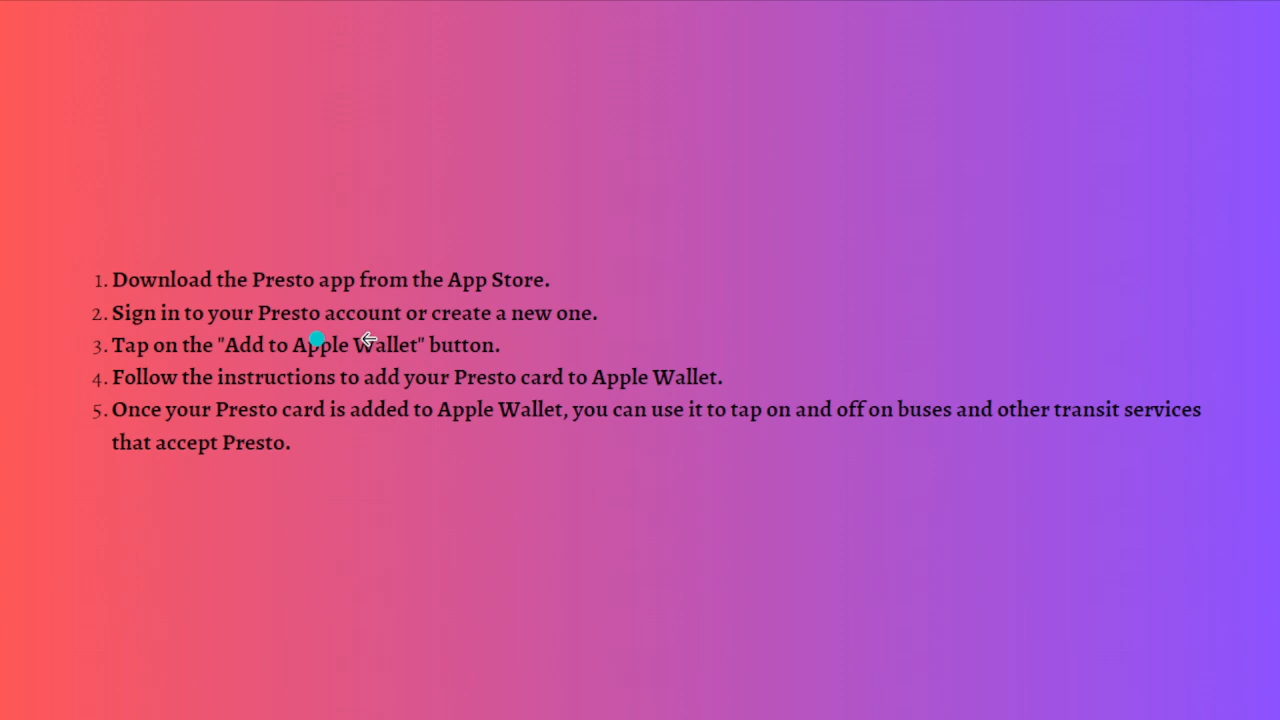 1. Download the Presto app from the App Store.
2. Sign in to your Presto account or create a new one.
3. Tap on the "Add to Apple Wallet" button.
4. Follow the instructions to add your Presto card to Apple Wallet.
5. Once your Presto card is added to Apple Wallet, you can use it to tap on and off on buses and other transit services
that accept Presto.